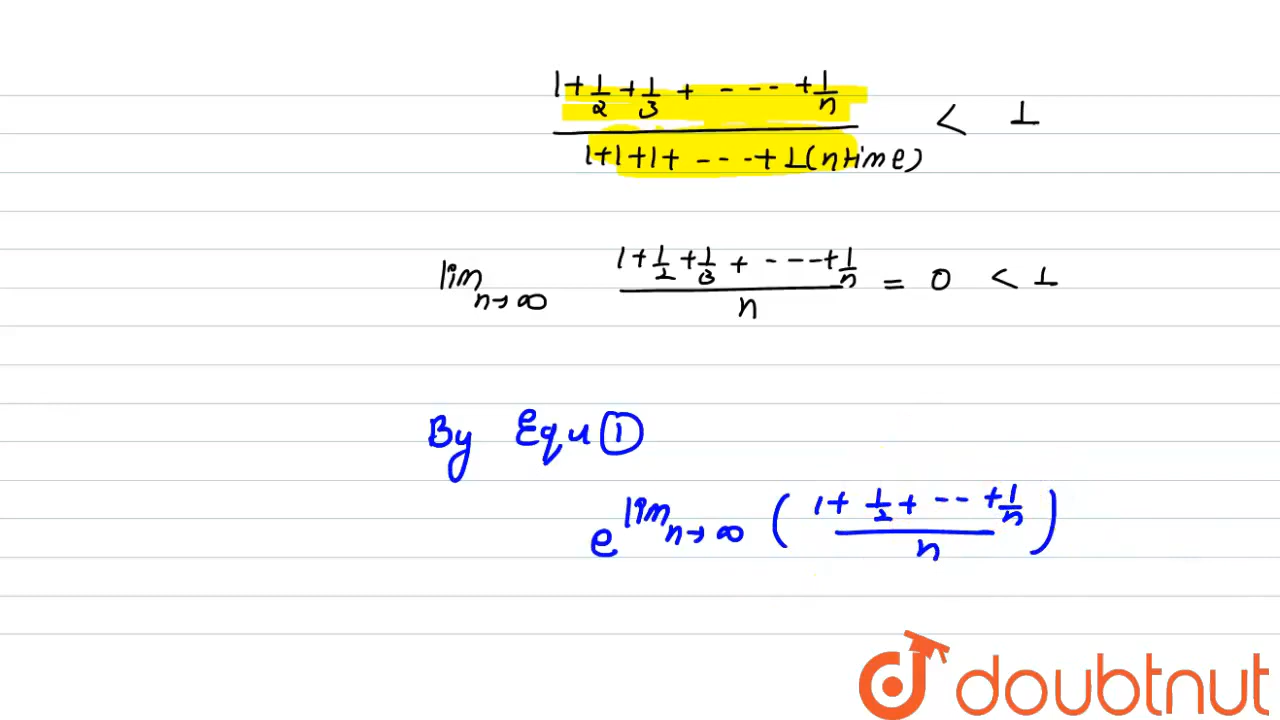 1+1/2+1/3+ - - - - +1/n
1+1+1+ - - - + 1(n time) < 1
lim n→∞ 1+1/2+1/3+ - - - +1/n / n = 0 < 1
By Equ ①
e^lim n→∞ (1+1/2+ - - +1/n / n)
doubtnut